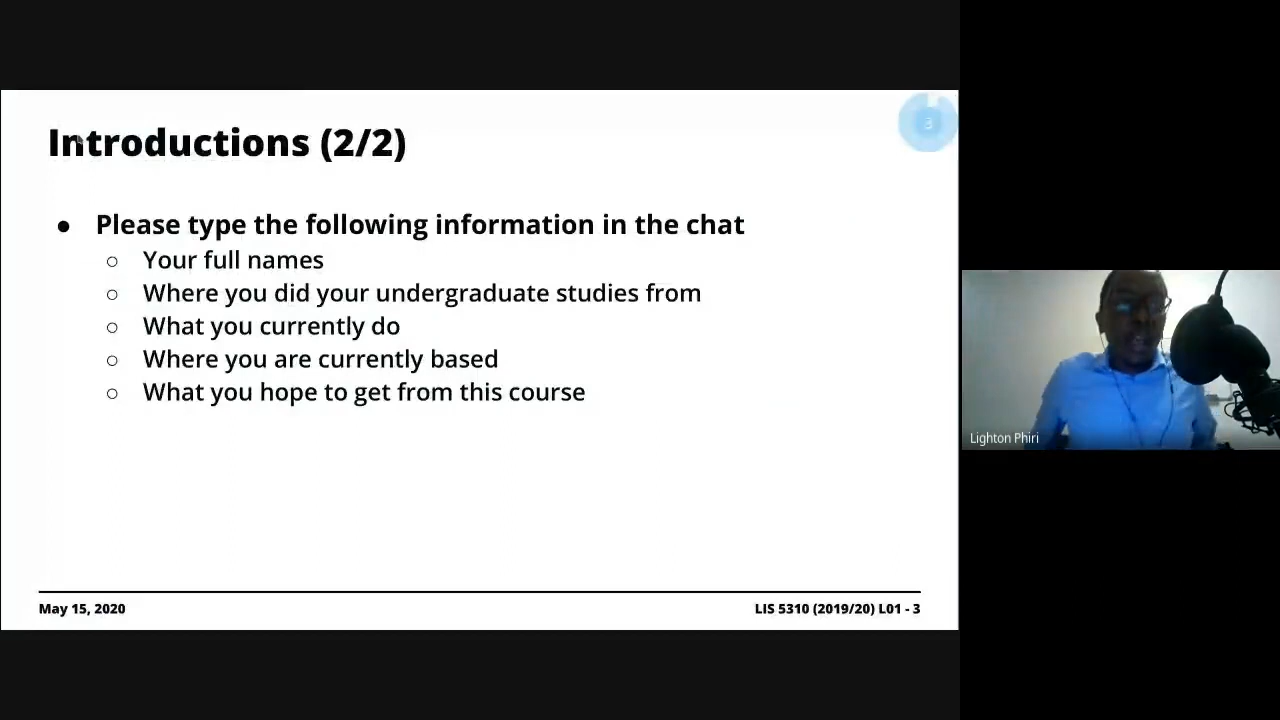 Introductions (2/2)
3
● Please type the following information in the chat
○ Your full names
○ Where you did your undergraduate studies from
○ What you currently do
○ Where you are currently based
○ What you hope to get from this course
Lighton Phiri
May 15, 2020
LIS 5310 (2019/20) L01 - 3